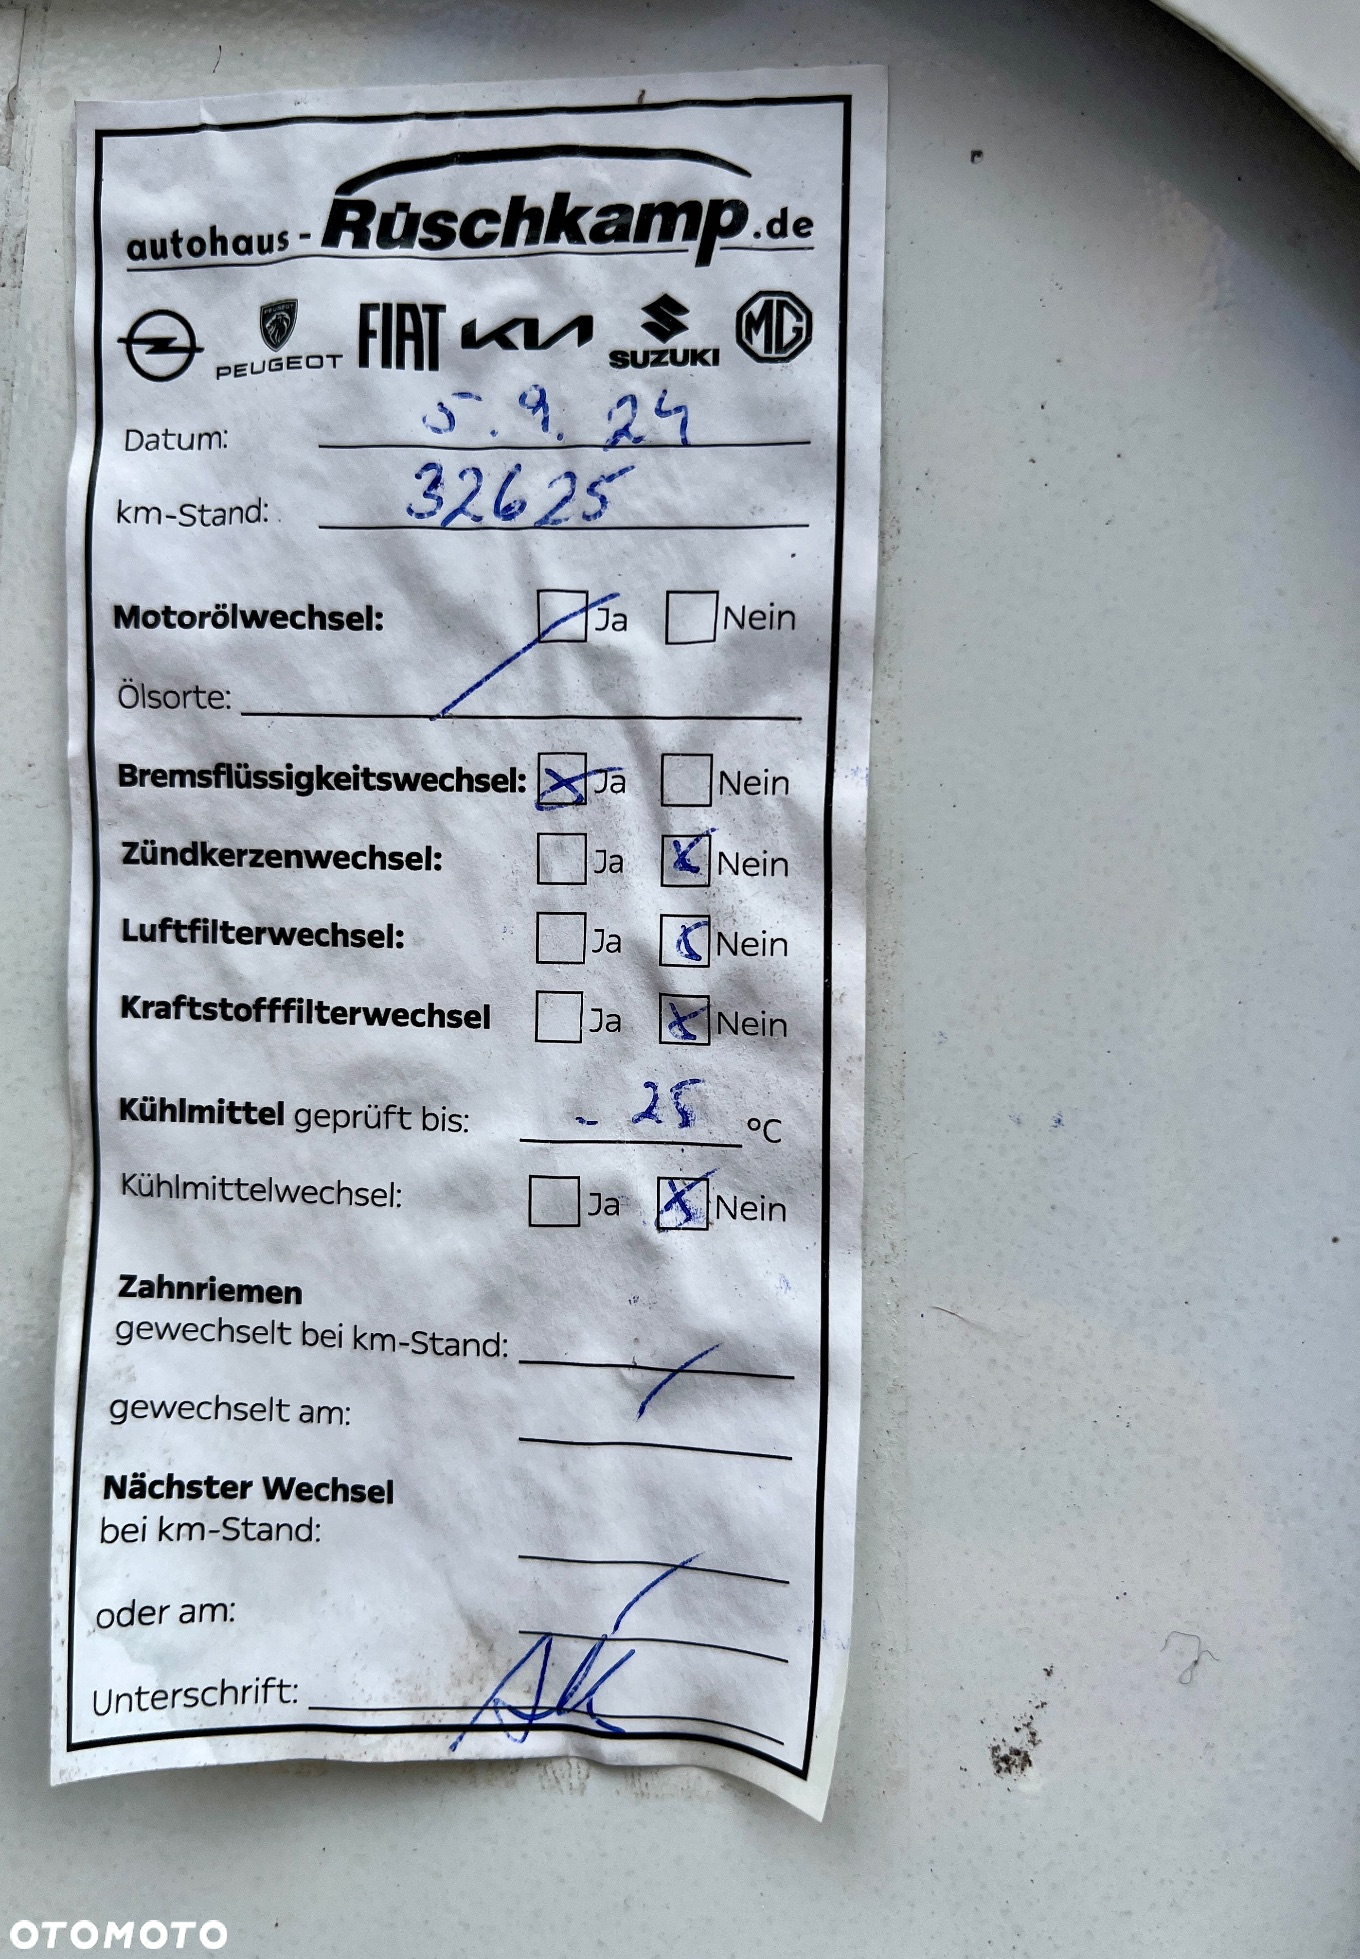 autohaus-Rüschkamp.de
PEUGEOT PEUGEOT FIAT KIA SUZUKI MG
Datum: 5.9.24
km-Stand: 32625
Motorölwechsel: Ja Nein
Ölsorte:
Bremsflüssigkeitswechsel: Ja Nein
Zündkerzenwechsel: Ja Nein
Luftfilterwechsel: Ja Nein
Kraftstofffilterwechsel Ja Nein
Kühlmittel geprüft bis: - 25 °C
Kühlmittelwechsel: Ja Nein
Zahnriemen
gewechselt bei km-Stand:
gewechselt am:
Nächster Wechsel
bei km-Stand:
oder am:
Unterschrift:
OTOMOTO